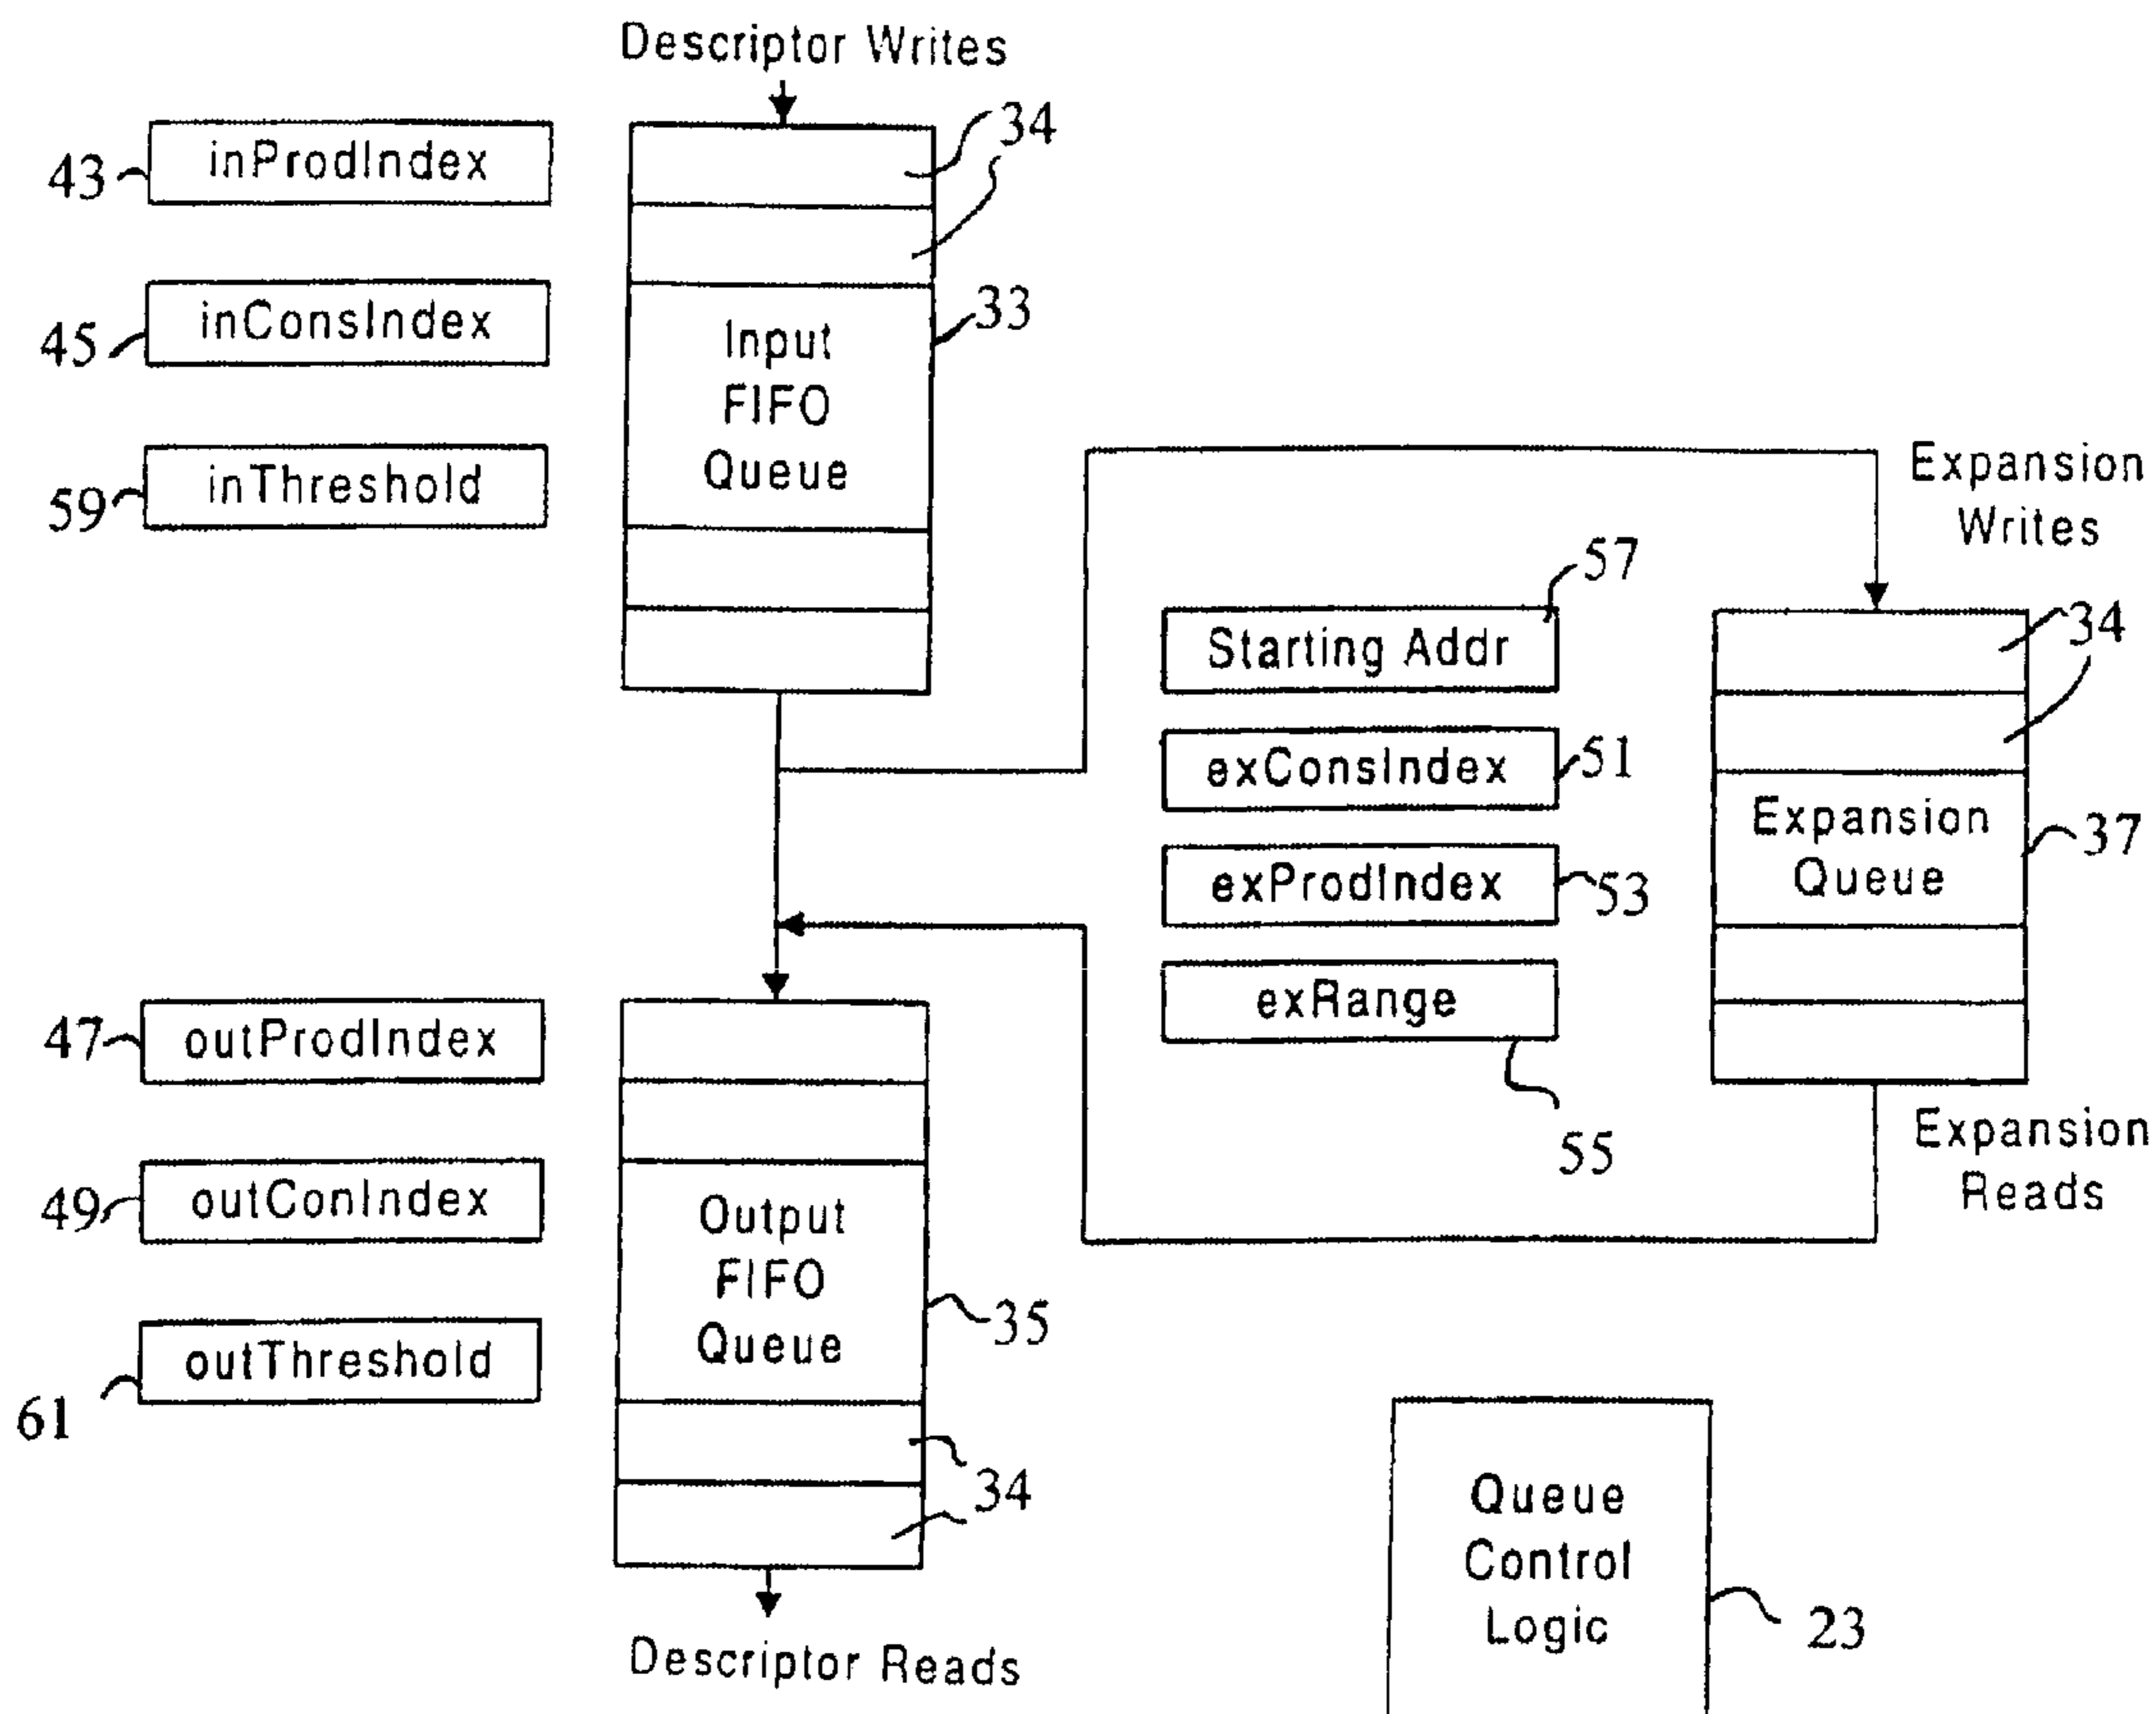 Descriptor Writes
34
43
inProdIndex
45
inConsIndex
33
Input
FIFO
Queue
59
inThreshold
Expansion
Writes
57
Starting Addr
34
exConsIndex
51
Expansion
Queue
37
exProdIndex
53
exRange
55
47
outProdIndex
Expansion
Reads
49
outConIndex
Output
FIFO
Queue
35
61
outThreshold
34
Queue
Control
Logic
23
Descriptor Reads